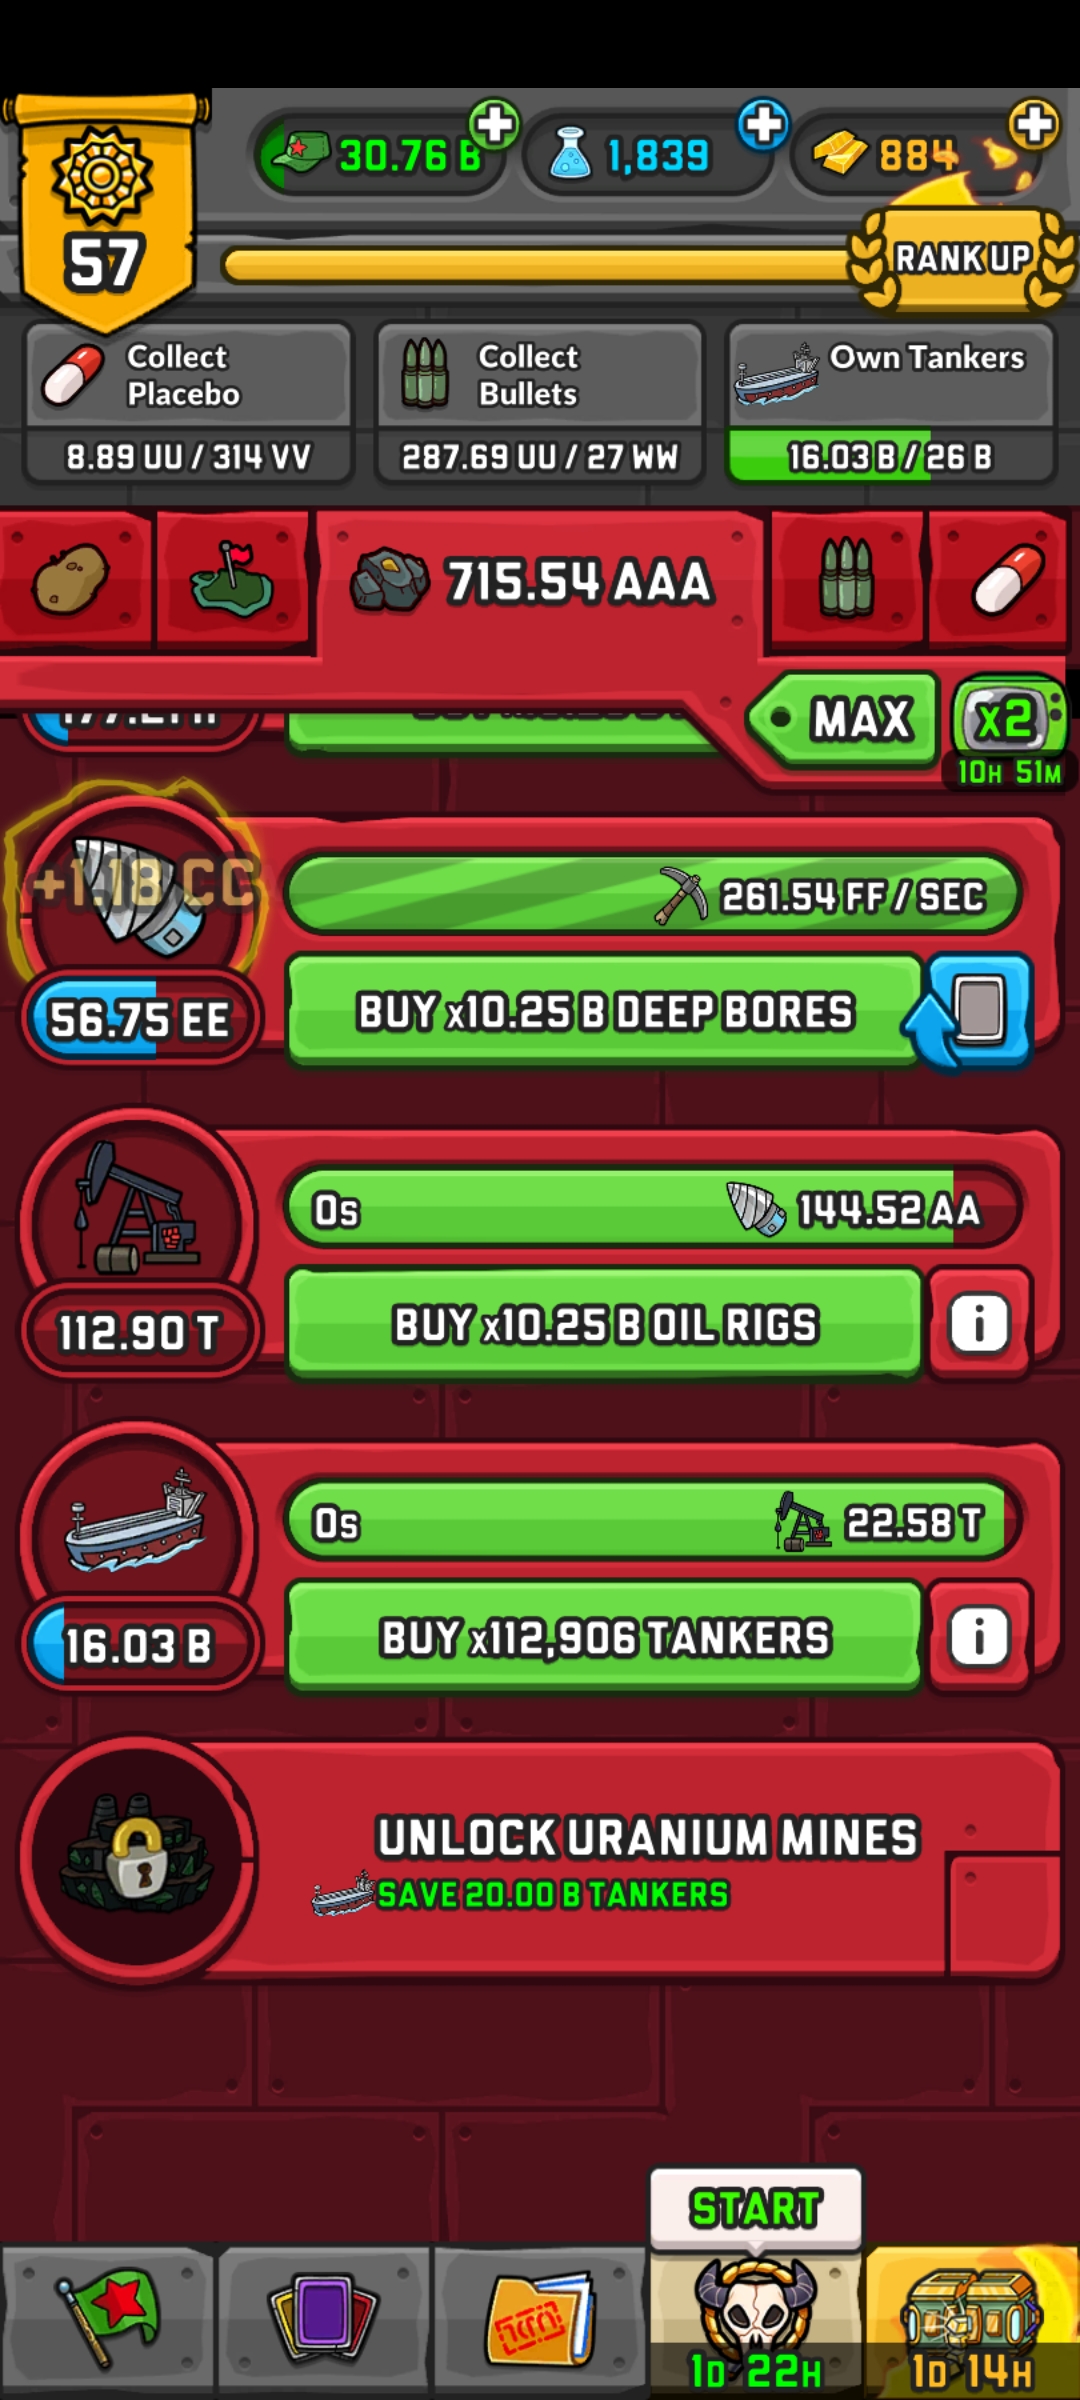 30.76 B
1,839
884
57
RANK UP
Collect
Placebo
8.89 UU / 314 VV
Collect
Bullets
287.69 UU / 27 WW
Own Tankers
16.03 B / 26 B
715.54 AAA
MAX
x2
10H 51M
+1.18 CC
261.54 FF / SEC
56.75 EE
BUY x10.25 B DEEP BORES
0s
144.52 AA
112.90 T
BUY x10.25 B OIL RIGS
i
0s
22.58 T
16.03 B
BUY x112,906 TANKERS
i
UNLOCK URANIUM MINES
SAVE 20.00 B TANKERS
START
1D 22H
1D 14H